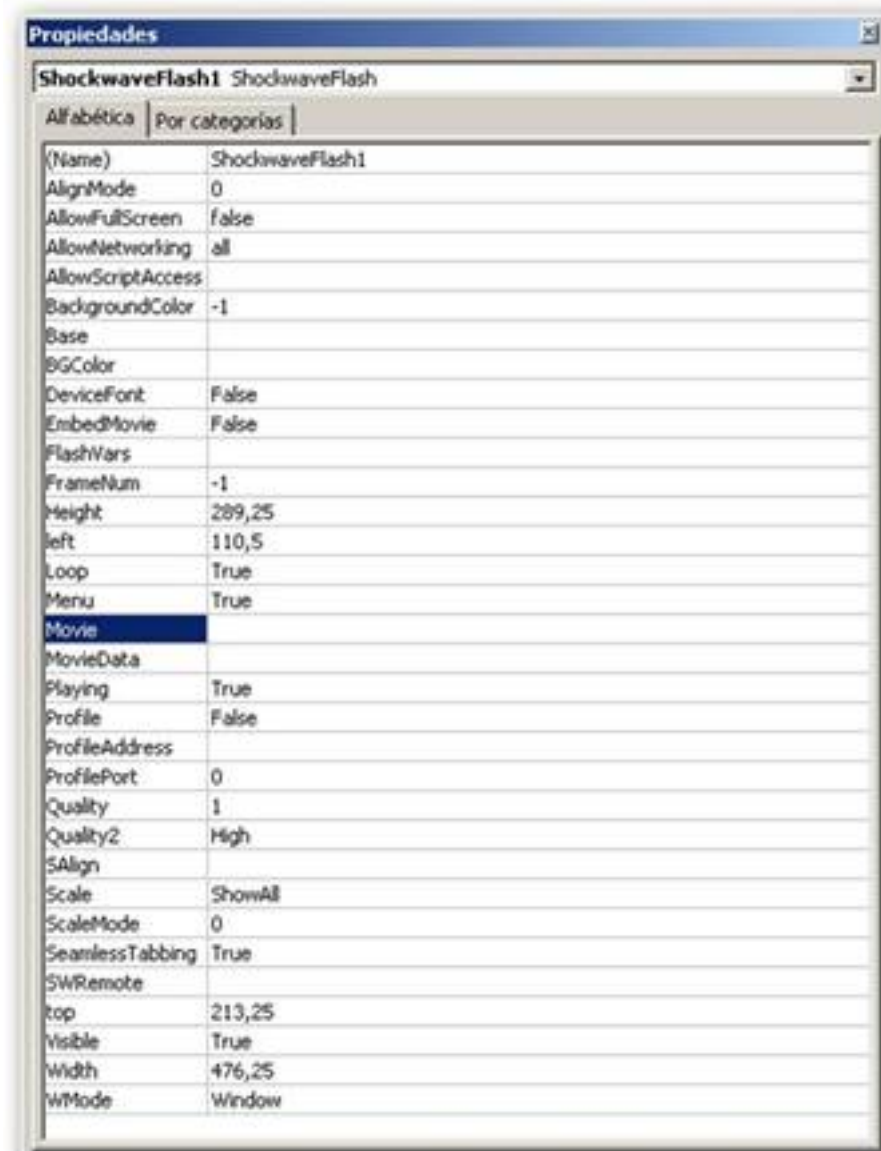 Propiedades
ShockwaveFlash1 ShockwaveFlash
Alfabética Por categorías
(Name) ShockwaveFlash1
AlignMode 0
AllowFullScreen false
AllowNetworking all
AllowScriptAccess
BackgroundColor -1
Base
BGColor
DeviceFont False
EmbedMovie False
FlashVars
FrameNum -1
Height 289,25
left 110,5
Loop True
Menu True
Movie
MovieData
Playing True
Profile False
ProfileAddress
ProfilePort 0
Quality 1
Quality2 High
SAlign
Scale ShowAll
ScaleMode 0
SeamlessTabbing True
SWRemote
top 213,25
Visible True
Width 476,25
WMode Window